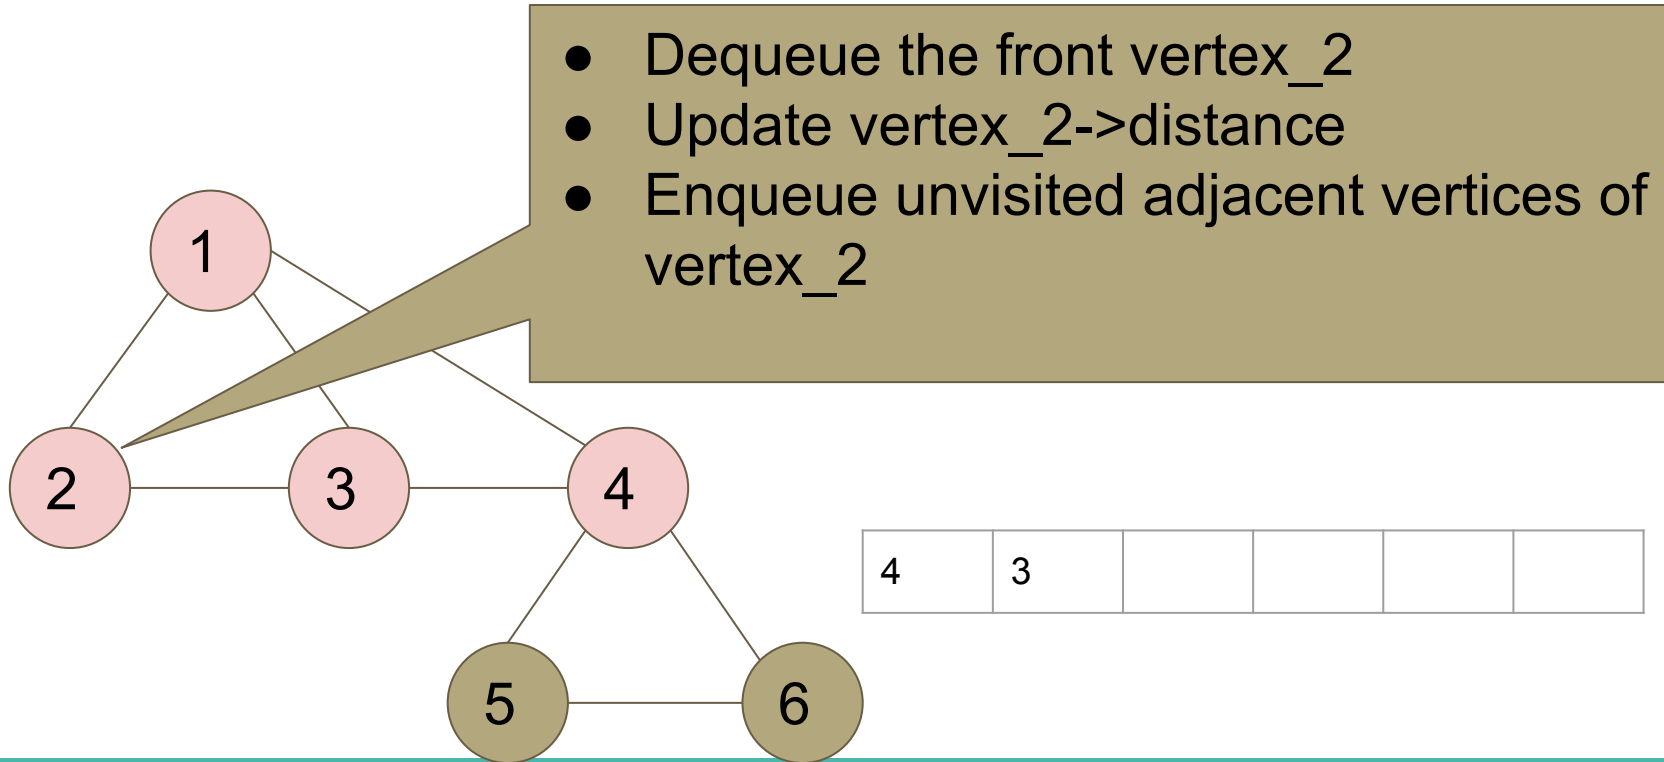 ● Dequeue the front vertex_2
● Update vertex_2->distance
● Enqueue unvisited adjacent vertices of
vertex_2
1
2 3 4
4 3
5 6